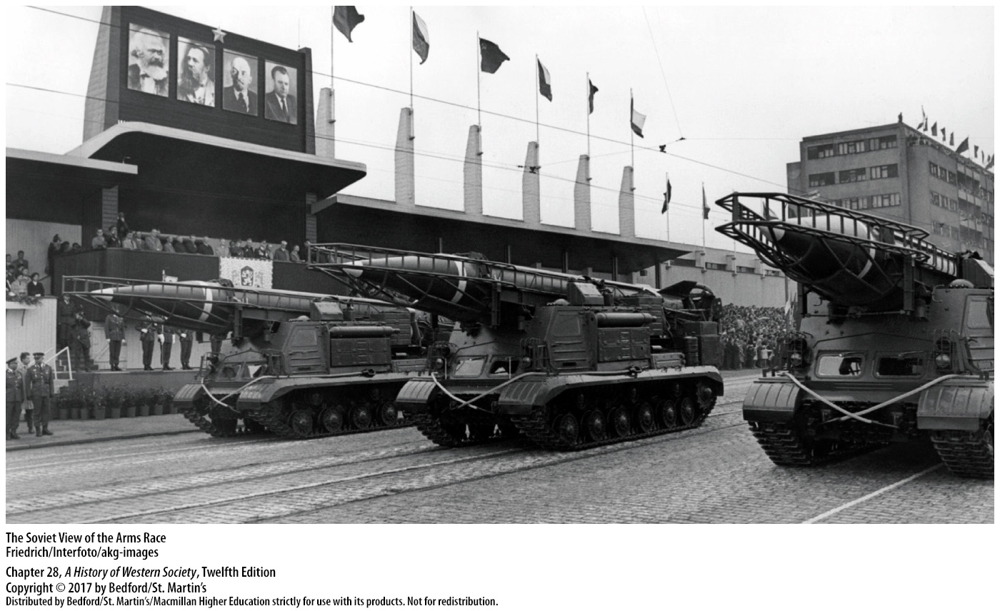 The Soviet View of the Arms Race
Friedrich/Interfoto/akg-images
Chapter 28, A History of Western Society, Twelfth Edition
Copyright © 2017 by Bedford/St. Martin's
Distributed by Bedford/St. Martin's/Macmillan Higher Education strictly for use with its products. Not for redistribution.